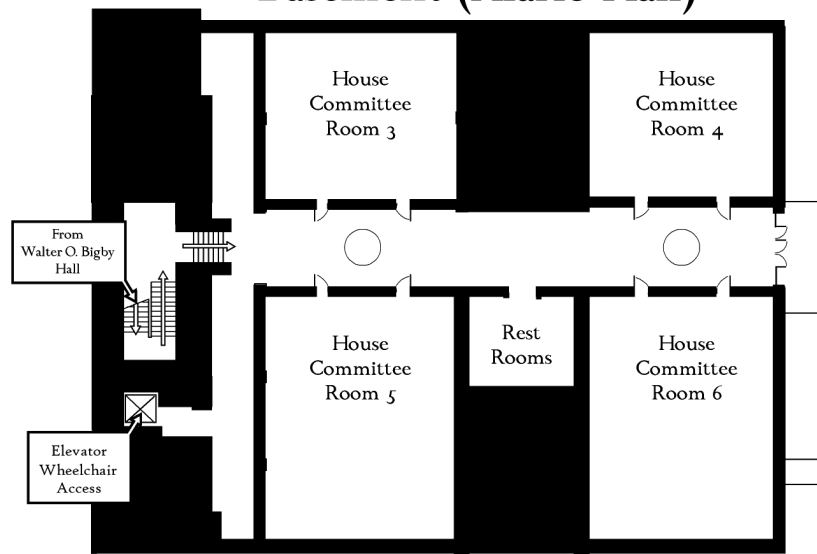 House
Committee
Room 3
House
Committee
Room 4
From
Walter O. Bigby
Hall
Rest
Rooms
House
Committee
Room 5
House
Committee
Room 6
Elevator
Wheelchair
Access